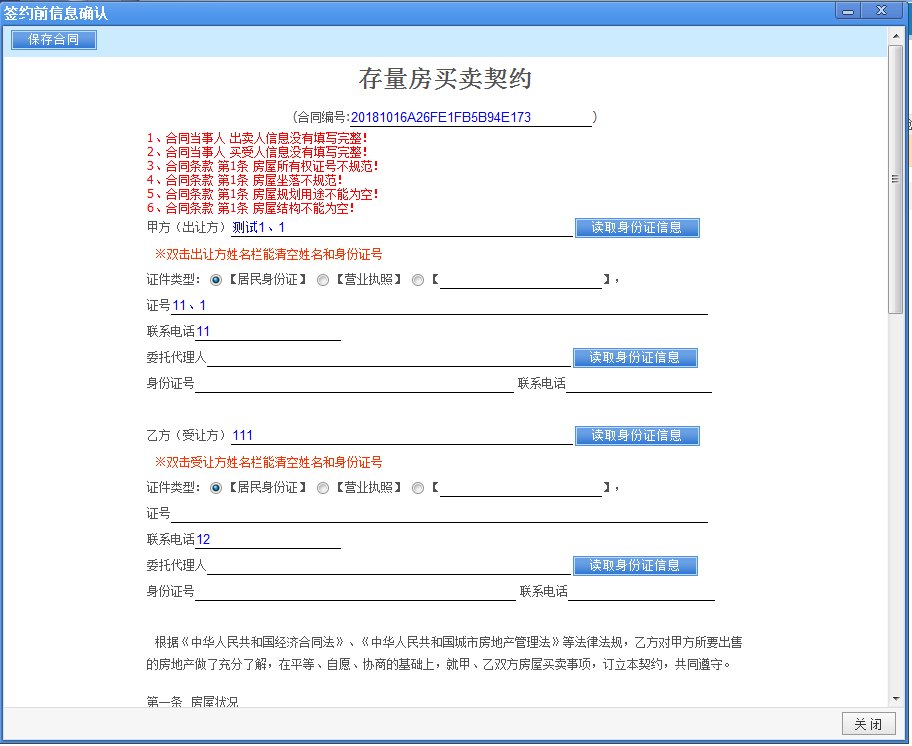 签约前信息确认
保存合同
存量房买卖契约
(合同编号:20181016A26FE1FB5B94E173)
1、合同当事人 出卖人信息没有填写完整!
2、合同当事人 买受人信息没有填写完整!
3、合同条款 第1条 房屋所有权证号不规范!
4、合同条款 第1条 房屋坐落不规范!
5、合同条款 第1条 房屋规划用途不能为空!
6、合同条款 第1条 房屋结构不能为空!
甲方（出让方）测试1、1 读取身份证信息
※双击出让方姓名栏能清空姓名和身份证号
证件类型: 【居民身份证】 【营业执照】 【 】,
证号11、1
联系电话11
委托代理人 读取身份证信息
身份证号 联系电话
乙方（受让方）111 读取身份证信息
※双击受让方姓名栏能清空姓名和身份证号
证件类型: 【居民身份证】 【营业执照】 【 】,
证号
联系电话12
委托代理人 读取身份证信息
身份证号 联系电话
根据《中华人民共和国经济合同法》、《中华人民共和国城市房地产管理法》等法律法规，乙方对甲方所要出售
的房地产做了充分了解，在平等、自愿、协商的基础上，就甲、乙双方房屋买卖事项，订立本契约，共同遵守。
第一条 房屋状况
关 闭